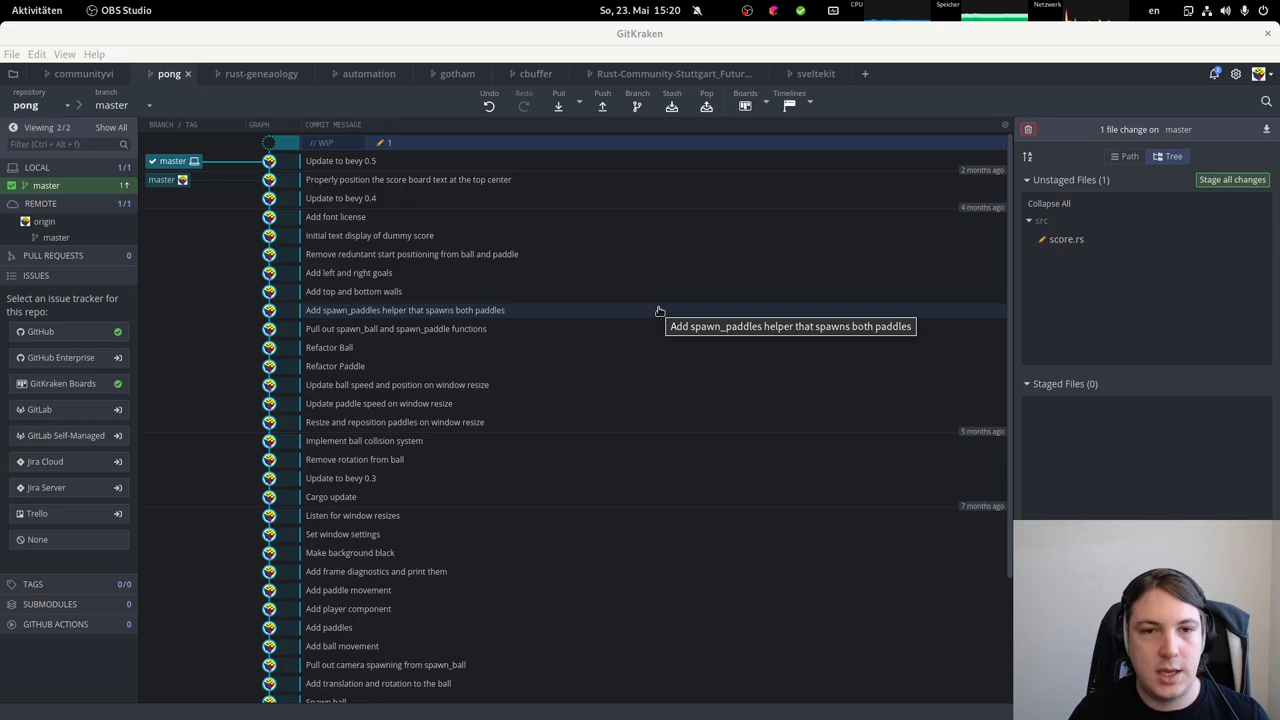 Aktivitäten
OBS Studio
So, 23. Mai 15:20
CPU
Speicher
Netzwerk
en
GitKraken
File Edit View Help
communityvi
pong
rust-geneaology
automation
gotham
cbuffer
Rust-Community-Stuttgart_Futur...
sveltekit
repository
pong
branch
master
Undo
Redo
Pull
Push
Branch
Stash
Pop
Boards
Timelines
Viewing 2/2
Show All
Filter (Ctrl + Alt + f)
LOCAL 1/1
master 1
REMOTE 1/1
origin
master
PULL REQUESTS 0
ISSUES
Select an issue tracker for
this repo:
GitHub
GitHub Enterprise
GitKraken Boards
GitLab
GitLab Self-Managed
Jira Cloud
Jira Server
Trello
None
TAGS 0/0
SUBMODULES 0
GITHUB ACTIONS 0
BRANCH / TAG
GRAPH
COMMIT MESSAGE
// WIP 1
master
Update to bevy 0.5
2 months ago
master
Properly position the score board text at the top center
Update to bevy 0.4
4 months ago
Add font license
Initial text display of dummy score
Remove reduntant start positioning from ball and paddle
Add left and right goals
Add top and bottom walls
Add spawn_paddles helper that spawns both paddles
Add spawn_paddles helper that spawns both paddles
Pull out spawn_ball and spawn_paddle functions
Refactor Ball
Refactor Paddle
Update ball speed and position on window resize
Update paddle speed on window resize
Resize and reposition paddles on window resize
5 months ago
Implement ball collision system
Remove rotation from ball
Update to bevy 0.3
Cargo update
7 months ago
Listen for window resizes
Set window settings
Make background black
Add frame diagnostics and print them
Add paddle movement
Add player component
Add paddles
Add ball movement
Pull out camera spawning from spawn_ball
Add translation and rotation to the ball
Spawn ball
1 file change on master
Path
Tree
Unstaged Files (1)
Stage all changes
Collapse All
src
score.rs
Staged Files (0)